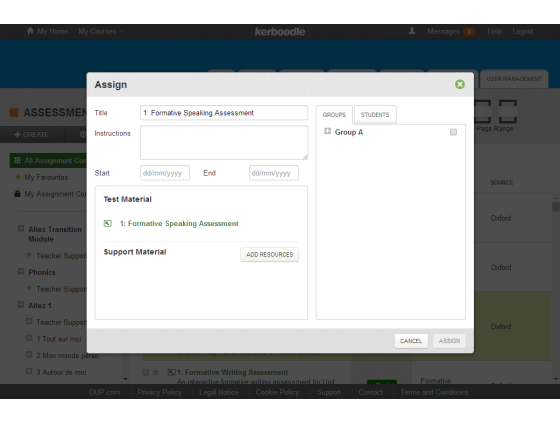 My Home
My Courses
kerboodle
Messages
Help
Logout
USER MANAGEMENT
ASSESSMEN
CREATE
Page Range
All Assignment Con
My Favourites
My Assignment Con
SOURCE
Allez Transition
Module
Teacher Suppor
Phonics
Teacher Suppor
Allez 1
Teacher Suppor
1 Tout sur moi
2 Mon monde perso
3 Autour de moi
Oxford
Oxford
Oxford
Assign
Title
1: Formative Speaking Assessment
Instructions
Start
dd/mm/yyyy
End
dd/mm/yyyy
Test Material
1: Formative Speaking Assessment
Support Material
ADD RESOURCES
GROUPS
STUDENTS
Group A
CANCEL
ASSIGN
1: Formative Writing Assessment
An interactive formative writing assessment for Unit
Formative
OUP.com
Privacy Policy
Legal Notice
Cookie Policy
Support
Contact
Terms and Conditions